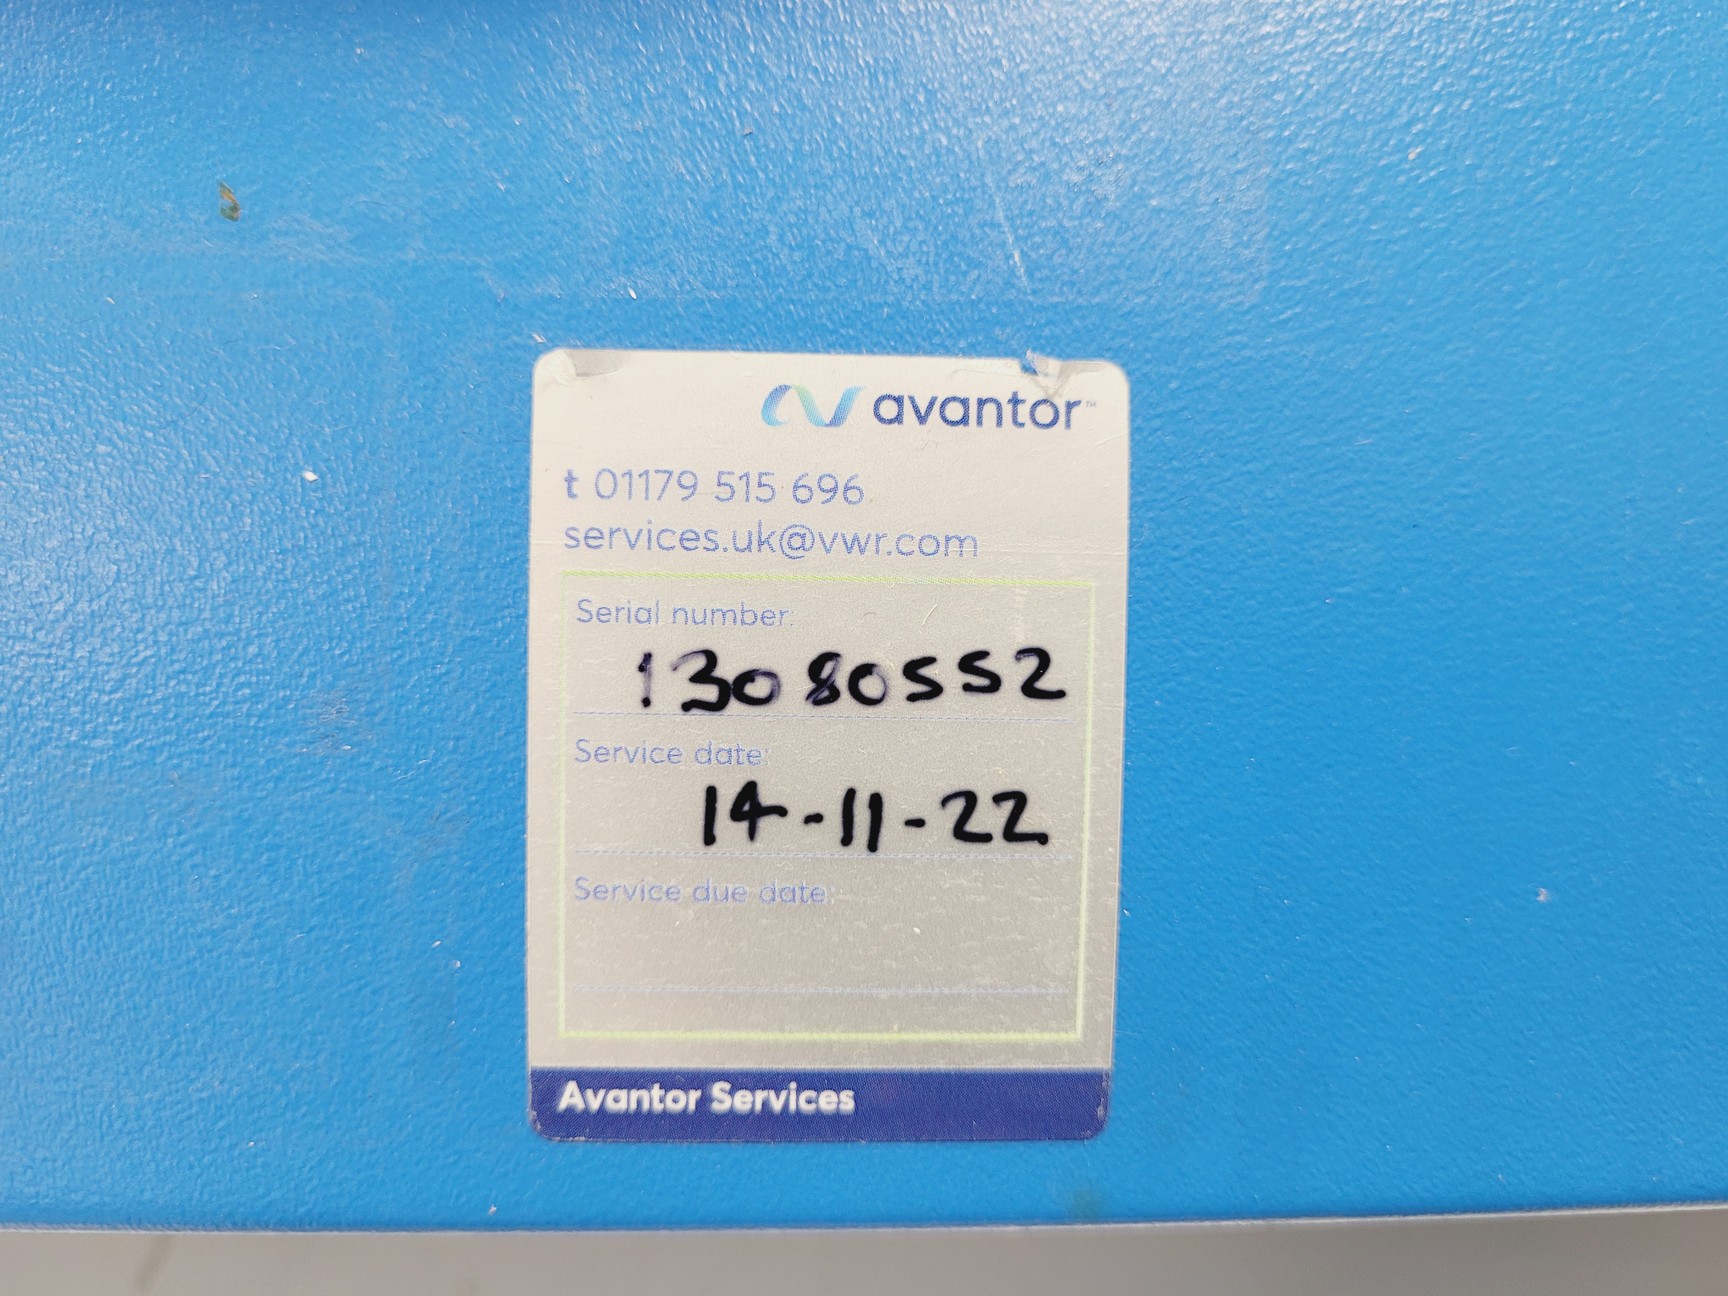 avantor™
t 01179 515 696
services.uk@vwr.com
Serial number:
13080552
Service date:
14-11-22
Service due date:
Avantor Services